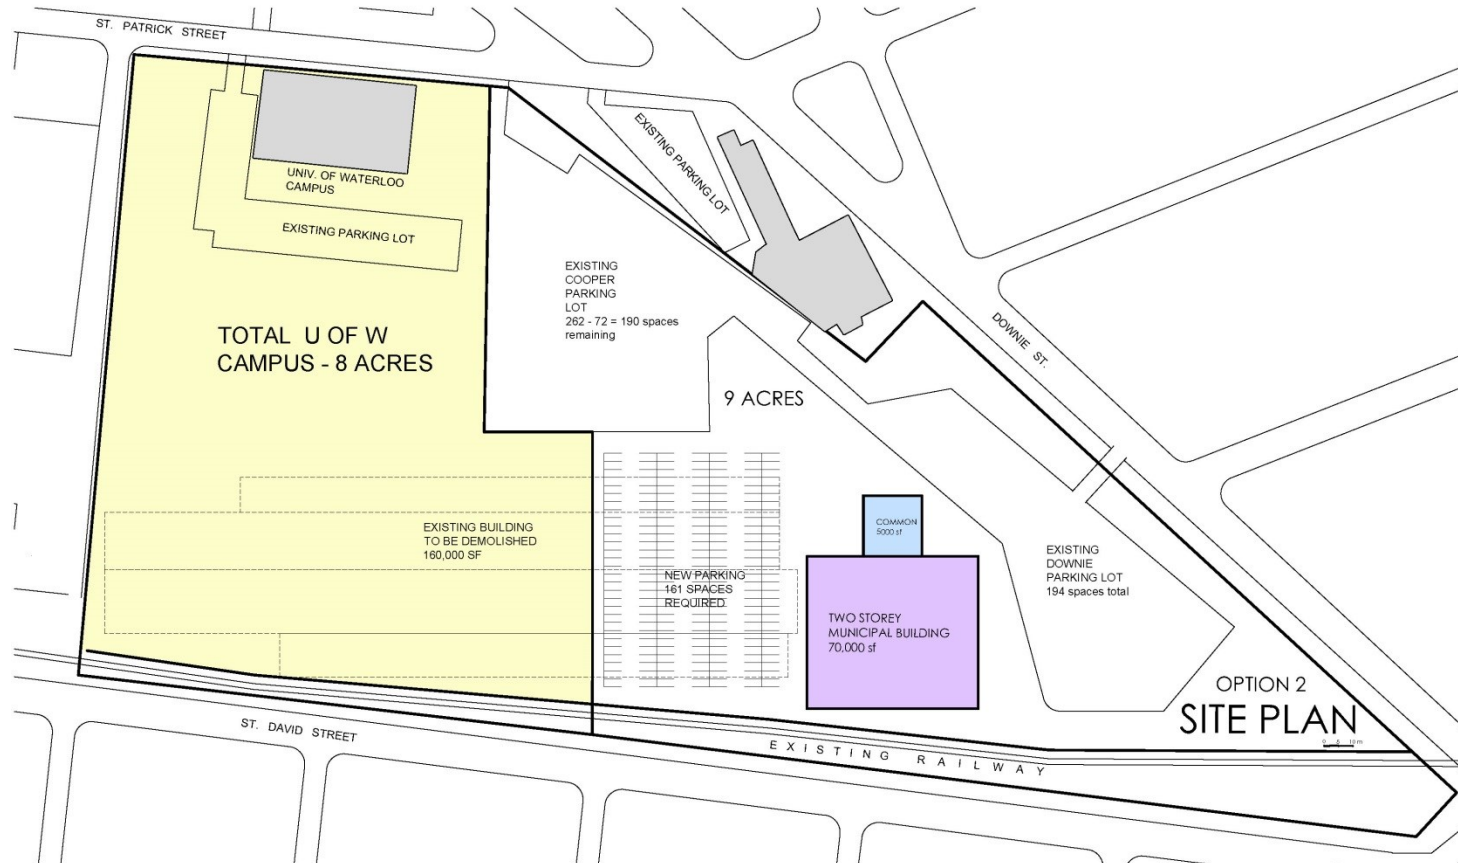 ST. PATRICK STREET
UNIV. OF WATERLOO
CAMPUS
EXISTING PARKING LOT
EXISTING PARKING LOT
EXISTING
COOPER
PARKING
LOT
262 - 72 = 190 spaces
remaining
DOWNIE ST.
TOTAL U OF W
CAMPUS - 8 ACRES
9 ACRES
EXISTING BUILDING
TO BE DEMOLISHED
160,000 SF
COMMON
5000 sf
NEW PARKING
161 SPACES
REQUIRED
EXISTING
DOWNIE
PARKING LOT
194 spaces total
TWO STOREY
MUNICIPAL BUILDING
70,000 sf
OPTION 2
SITE PLAN
0 5 10m
ST. DAVID STREET
EXISTING RAILWAY